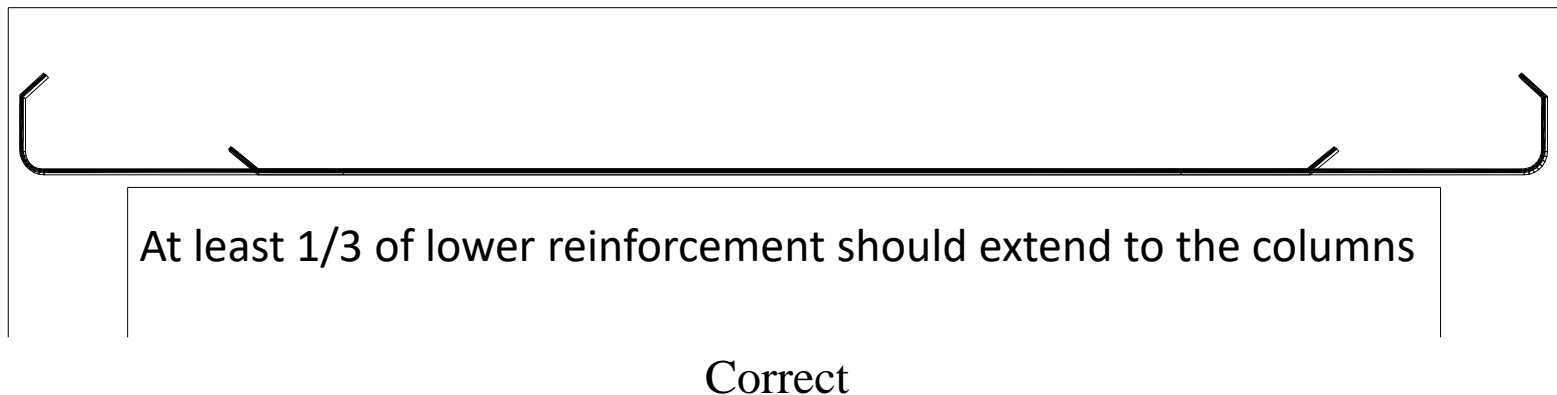 At least 1/3 of lower reinforcement should extend to the columns
Correct